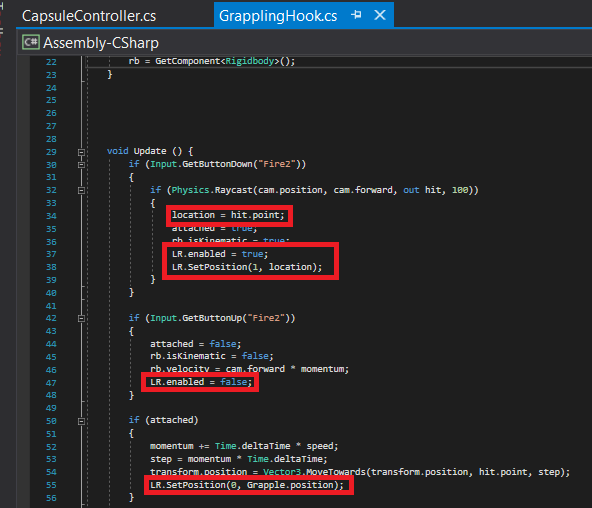 CapsuleController.cs GrapplingHook.cs
C# Assembly-CSharp
22 rb = GetComponent<Rigidbody>();
23 }
24
25
26
27
28
29 void Update () {
30 if (Input.GetButtonDown("Fire2"))
31 {
32 if (Physics.Raycast(cam.position, cam.forward, out hit, 100))
33 {
34 location = hit.point;
35 attached = true;
36 rb.isKinematic = true;
37 LR.enabled = true;
38 LR.SetPosition(1, location);
39 }
40 }
41
42 if (Input.GetButtonUp("Fire2"))
43 {
44 attached = false;
45 rb.isKinematic = false;
46 rb.velocity = cam.forward * momentum;
47 LR.enabled = false;
48 }
49
50 if (attached)
51 {
52 momentum += Time.deltaTime * speed;
53 step = momentum * Time.deltaTime;
54 transform.position = Vector3.MoveTowards(transform.position, hit.point, step);
55 LR.SetPosition(0, Grapple.position);
56 }